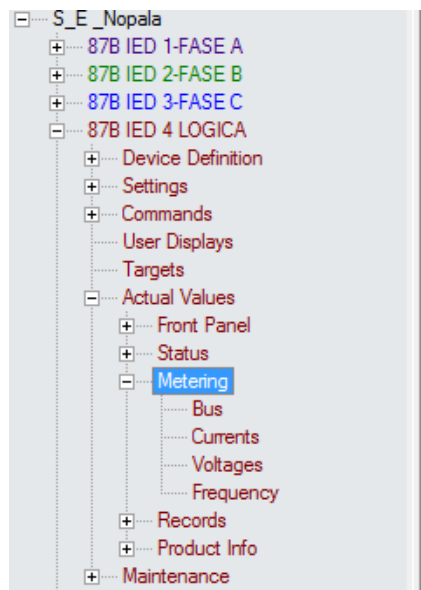 S_E _Nopala
87B IED 1-FASE A
87B IED 2-FASE B
87B IED 3-FASE C
87B IED 4 LOGICA
Device Definition
Settings
Commands
User Displays
Targets
Actual Values
Front Panel
Status
Metering
Bus
Currents
Voltages
Frequency
Records
Product Info
Maintenance